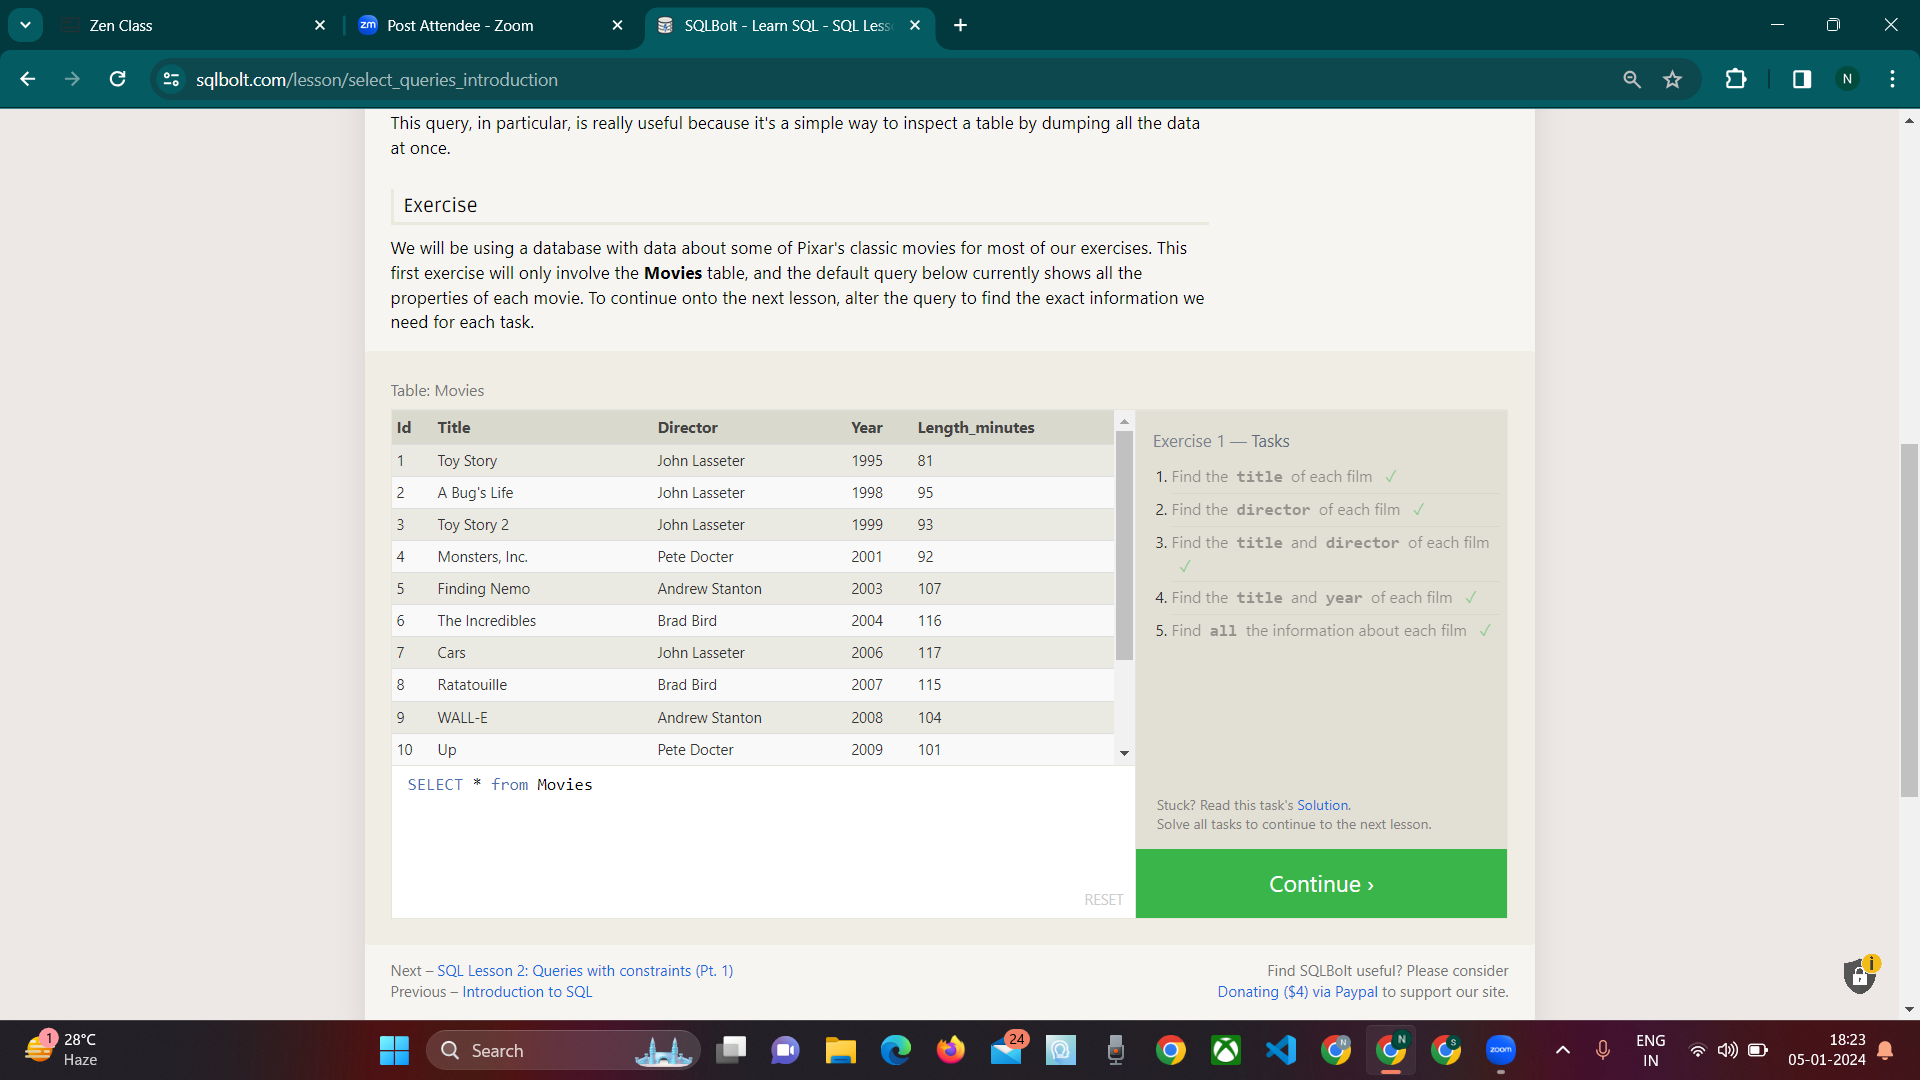 Zen Class
zm Post Attendee - Zoom
SQLBolt - Learn SQL - SQL Less
sqlbolt.com/lesson/select_queries_introduction
N
This query, in particular, is really useful because it's a simple way to inspect a table by dumping all the data
at once.
Exercise
We will be using a database with data about some of Pixar's classic movies for most of our exercises. This
first exercise will only involve the Movies table, and the default query below currently shows all the
properties of each movie. To continue onto the next lesson, alter the query to find the exact information we
need for each task.
Table: Movies
Id Title Director Year Length_minutes
1 Toy Story John Lasseter 1995 81
2 A Bug's Life John Lasseter 1998 95
3 Toy Story 2 John Lasseter 1999 93
4 Monsters, Inc. Pete Docter 2001 92
5 Finding Nemo Andrew Stanton 2003 107
6 The Incredibles Brad Bird 2004 116
7 Cars John Lasseter 2006 117
8 Ratatouille Brad Bird 2007 115
9 WALL-E Andrew Stanton 2008 104
10 Up Pete Docter 2009 101
SELECT * from Movies
RESET
Exercise 1 — Tasks
1. Find the title of each film ✓
2. Find the director of each film ✓
3. Find the title and director of each film
✓
4. Find the title and year of each film ✓
5. Find all the information about each film ✓
Stuck? Read this task's Solution.
Solve all tasks to continue to the next lesson.
Continue ›
Next – SQL Lesson 2: Queries with constraints (Pt. 1)
Previous – Introduction to SQL
Find SQLBolt useful? Please consider
Donating ($4) via Paypal to support our site.
1
28°C
Haze
Search
24
N
N
S
zoom
ENG
IN
18:23
05-01-2024